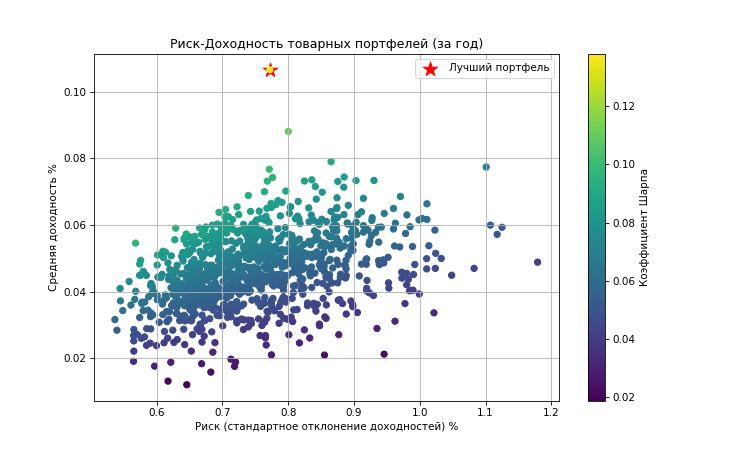 Риск-Доходность товарных портфелей (за год)
Лучший портфель
Средняя доходность %
0.10
0.08
0.06
0.04
0.02
0.6 0.7 0.8 0.9 1.0 1.1 1.2
Риск (стандартное отклонение доходностей) %
0.12
0.10
0.08
0.06
0.04
0.02
Коэффициент Шарпа